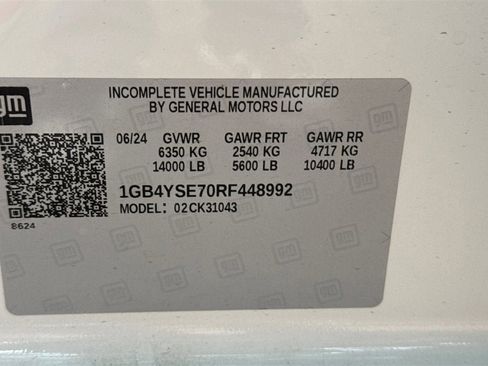 gm
INCOMPLETE VEHICLE MANUFACTURED
BY GENERAL MOTORS LLC
06/24 GVWR GAWR FRT GAWR RR
6350 KG 2540 KG 4717 KG
14000 LB 5600 LB 10400 LB
1GB4YSE70RF448992
MODEL: 02CK31043
8624